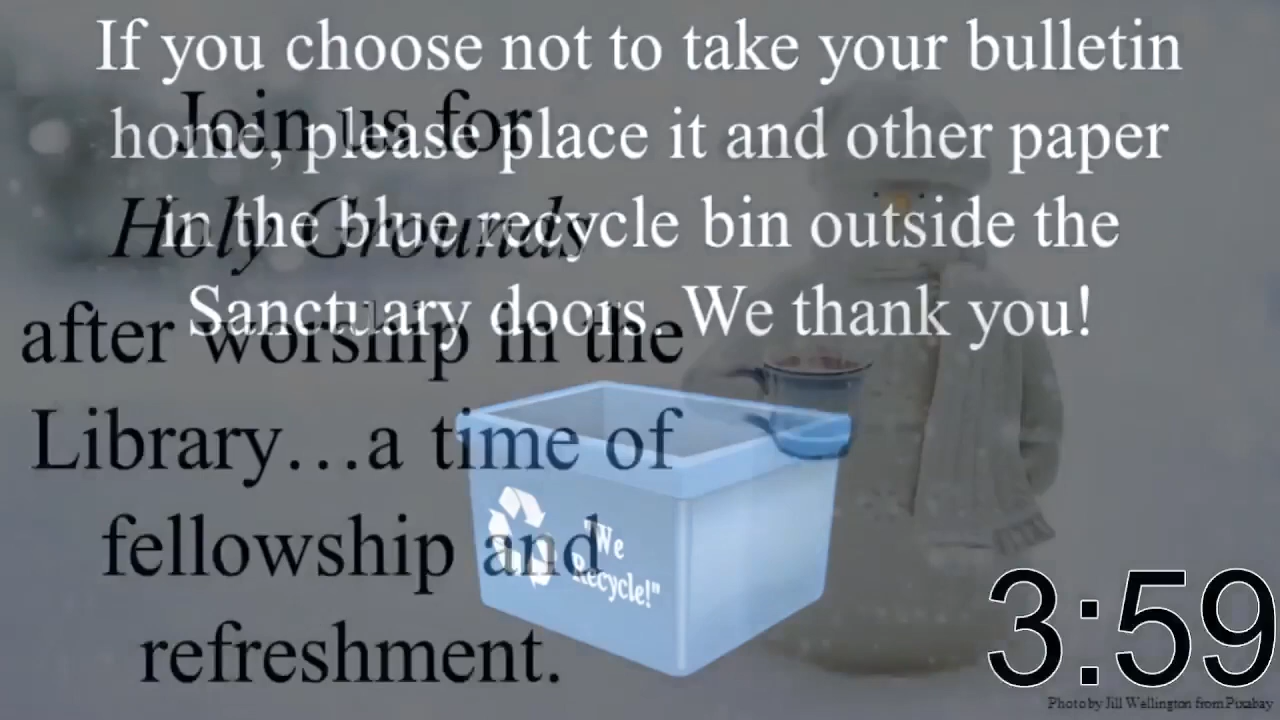 If you choose not to take your bulletin
home, please place it and other paper
in the blue recycle bin outside the
Sanctuary doors. We thank you!
Join us for
Holy Grounds
after worship in the
Library…a time of
fellowship and
refreshment.
"We
Recycle!"
3:59
Photo by Jill Wellington from Pixabay